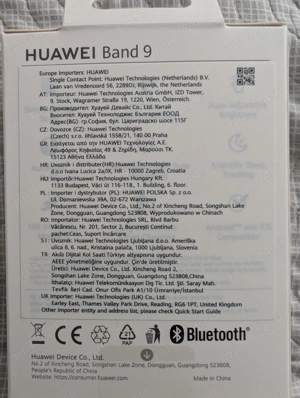 HUAWEI Band 9
Europe Importers: HUAWEI
Single Contact Point: Huawei Technologies (Netherlands) B.V.
Laan van Vredenoord 56, 2289DJ, Rijswijk, the Netherlands
AT: Importeur: Huawei Technologies Austria GmbH, IZD Tower,
9. Stock, Wagramer Straße 19, 1220, Wien, Österreich.
BG: Производител: Хуауей Девайс Ко., Лтд. Китай
Вносител: Хуауей Технолоджис България ЕООД
Адрес(BG): гр.София, бул. Цариградско шосе 115Г
CZ: Dovozce (CZ): Huawei Technologies
(Czech) s.r.o. Jihlavská 1558/21, 140 00 Praha
GR: Εισάγεται από την HUAWEI Τεχνολογίες Α.Ε.
Λεωφόρος Κηφισίας 49 & Ζηρίδη, Μαρούσι ΤΚ.
15123 Αθήνα Ελλάδα
HR: Uvoznik i distributer(HR):Huawei Technologies
d.o.o Ivana Lucica 2a/IX, HR - 10000 Zagreb, Croatia
HU: Importőr:Huawei Technologies Hungary Kft.
1133 Budapest, Váci út 116-118., 1. Building, 6. floor.
PL: Importer i dystrybutor (PL): HUAWEI POLSKA Sp. z o.o.
Ul. Domaniewska 39A, 02-672 Warszawa
Producent: Huawei Device Co., Ltd., No.2 of Xincheng Road, Songshan Lake
Zone, Dongguan, Guangdong 523808, Wyprodukowano w Chinach
RO: Importator: Huawei Technologies SRL, Blvd Barbu
Văcărescu, Nr. 201, Sector 2, București Continut
pachet:Ceas, Suport încărcare
SI: Uvoznik: Huawei Technologies Ljubljana d.o.o. Ameriška
ulica 8, 6. nad., Kristalna palača, 1000 Ljubljana, Slovenia
TR: Akıllı Dijital Kol Saati.Türkiye altyapısına uygundur.
AEEE yönetmeliğine uygundur. Çin'de üretilmiştir.
Üretici: Huawei Device Co., Ltd. Xincheng Road 2,
Songshan Lake Zone, Dongguan, Guangdong, 523808,China
İthalatçı: Huawei Telekomünikasyon Dış Tic. Ltd. Şti. Saray Mah.
Tevfik İleri Cad. Onur Ofis Park A1/10 Ümraniye/İstanbul
UK importer: Huawei Technologies (UK) Co., Ltd.
Earley East, Thames Valley Park Drive, Reading, RG6 1PT, United Kingdom
Other importer entity and address list, please check Quick Start Guide
CE
PAP
Bluetooth®
Huawei Device Co., Ltd.
No.2 of Xincheng Road, Songshan Lake Zone, Dongguan, Guangdong 523808,
People's Republic of China
Website: https://consumer.huawei.com
Made in China